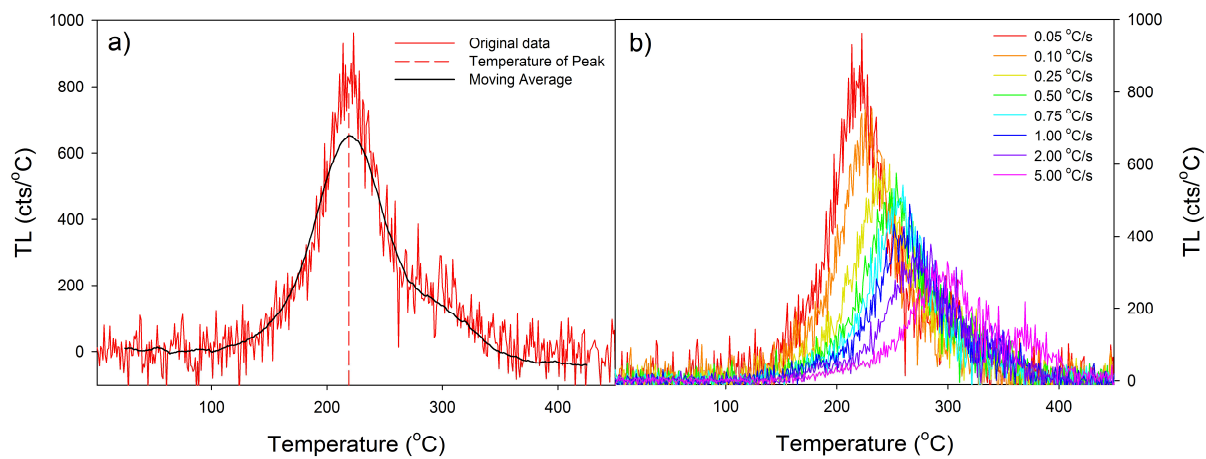 a)
Original data
Temperature of Peak
Moving Average
1000
800
600
400
200
0
TL (cts/°C)
100 200 300 400
Temperature (°C)
b)
0.05 °C/s
0.10 °C/s
0.25 °C/s
0.50 °C/s
0.75 °C/s
1.00 °C/s
2.00 °C/s
5.00 °C/s
1000
800
600
400
200
0
TL (cts/°C)
100 200 300 400
Temperature (°C)